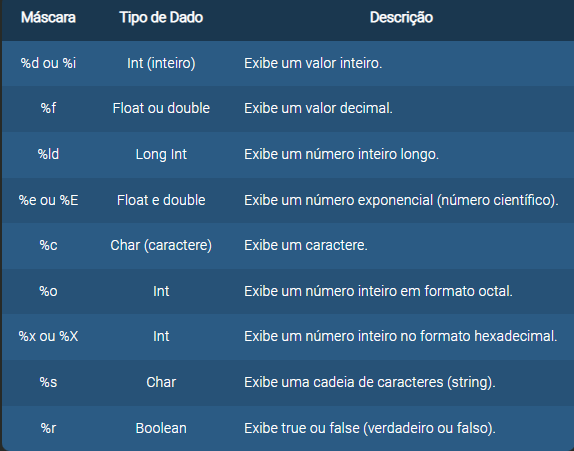 Máscara Tipo de Dado Descrição
%d ou %i Int (inteiro) Exibe um valor inteiro.
%f Float ou double Exibe um valor decimal.
%ld Long Int Exibe um número inteiro longo.
%e ou %E Float e double Exibe um número exponencial (número científico).
%c Char (caractere) Exibe um caractere.
%o Int Exibe um número inteiro em formato octal.
%x ou %X Int Exibe um número inteiro no formato hexadecimal.
%s Char Exibe uma cadeia de caracteres (string).
%r Boolean Exibe true ou false (verdadeiro ou falso).